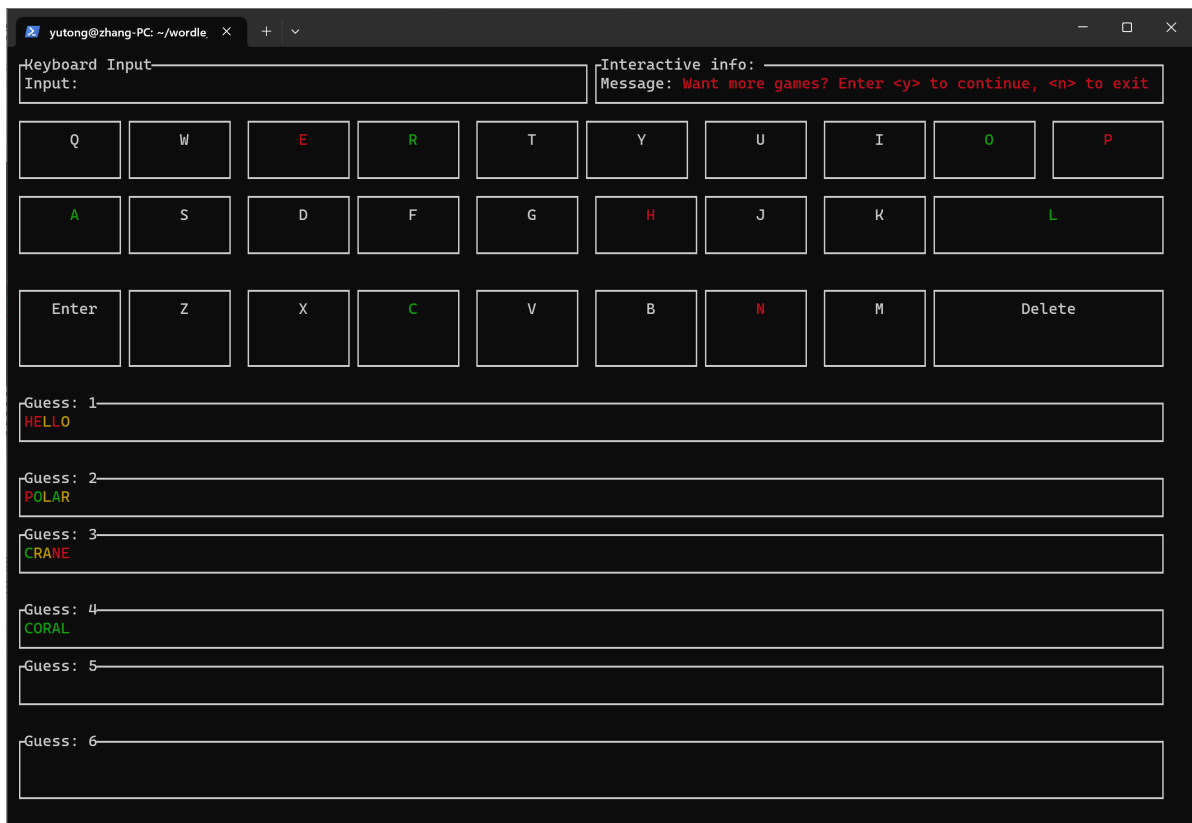 yutong@zhang-PC: ~/wordle
Keyboard Input
Input:
Interactive info:
Message: Want more games? Enter <y> to continue, <n> to exit
Q W E R T Y U I O P
A S D F G H J K L
Enter Z X C V B N M Delete
Guess: 1
HELLO
Guess: 2
POLAR
Guess: 3
CRANE
Guess: 4
CORAL
Guess: 5
Guess: 6